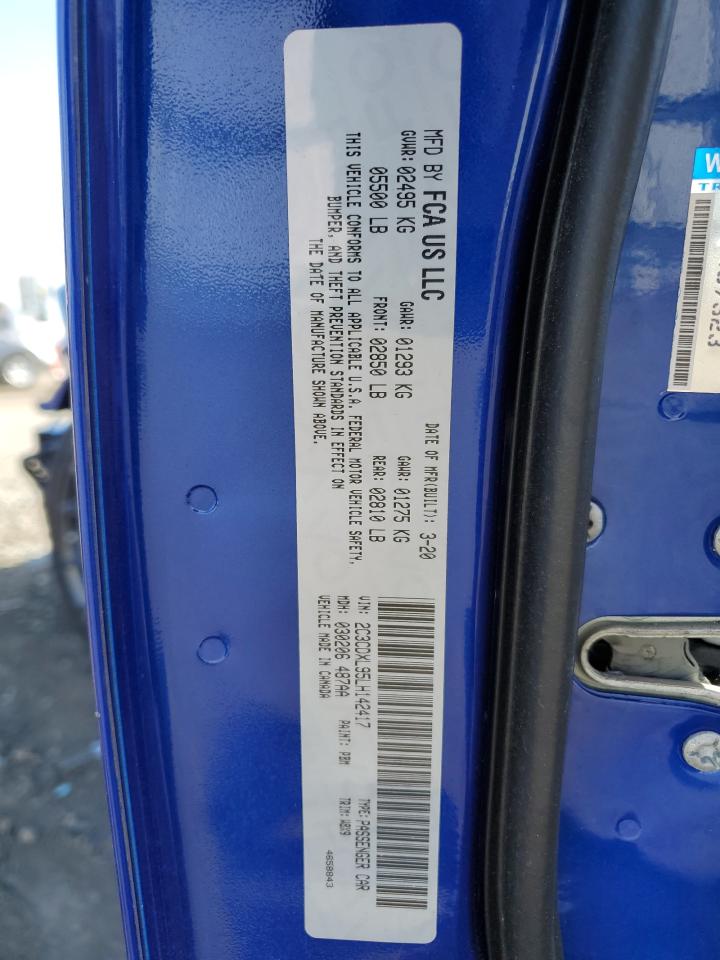 MFD BY FCA US LLC
DATE OF MFR(BUILT): 3-20
GVWR: 02495 KG GAWR: 01293 KG GAWR: 01275 KG
05500 LB FRONT: 02850 LB REAR: 02810 LB
THIS VEHICLE CONFORMS TO ALL APPLICABLE U.S.A. FEDERAL MOTOR VEHICLE SAFETY,
BUMPER, AND THEFT PREVENTION STANDARDS IN EFFECT ON
THE DATE OF MANUFACTURE SHOWN ABOVE.
VIN: 2C3CDXL95LH142417 TYPE: PASSENGER CAR
MDH: 030206 487AA PAINT: PBM TRIM: W8X9
VEHICLE MADE IN CANADA
4658843
W
TR